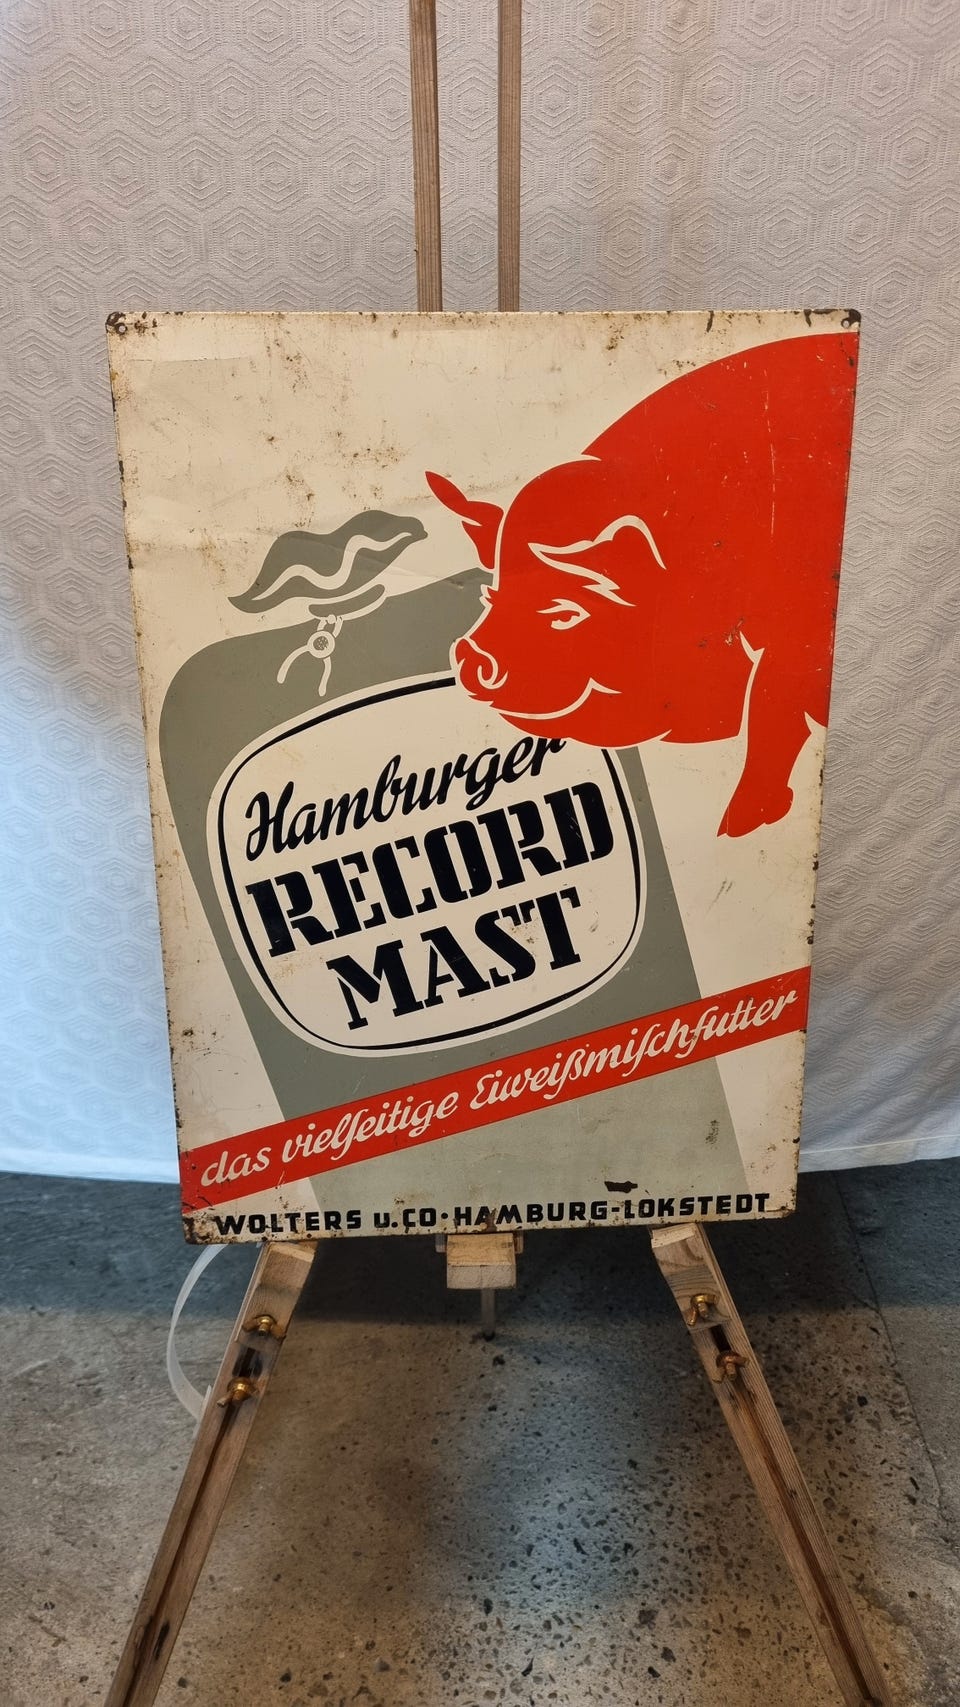 Hamburger
RECORD
MAST
das vielſeitige Eiweißmiſchfutter
WOLTERS u. CO • HAMBURG-LOKSTEDT